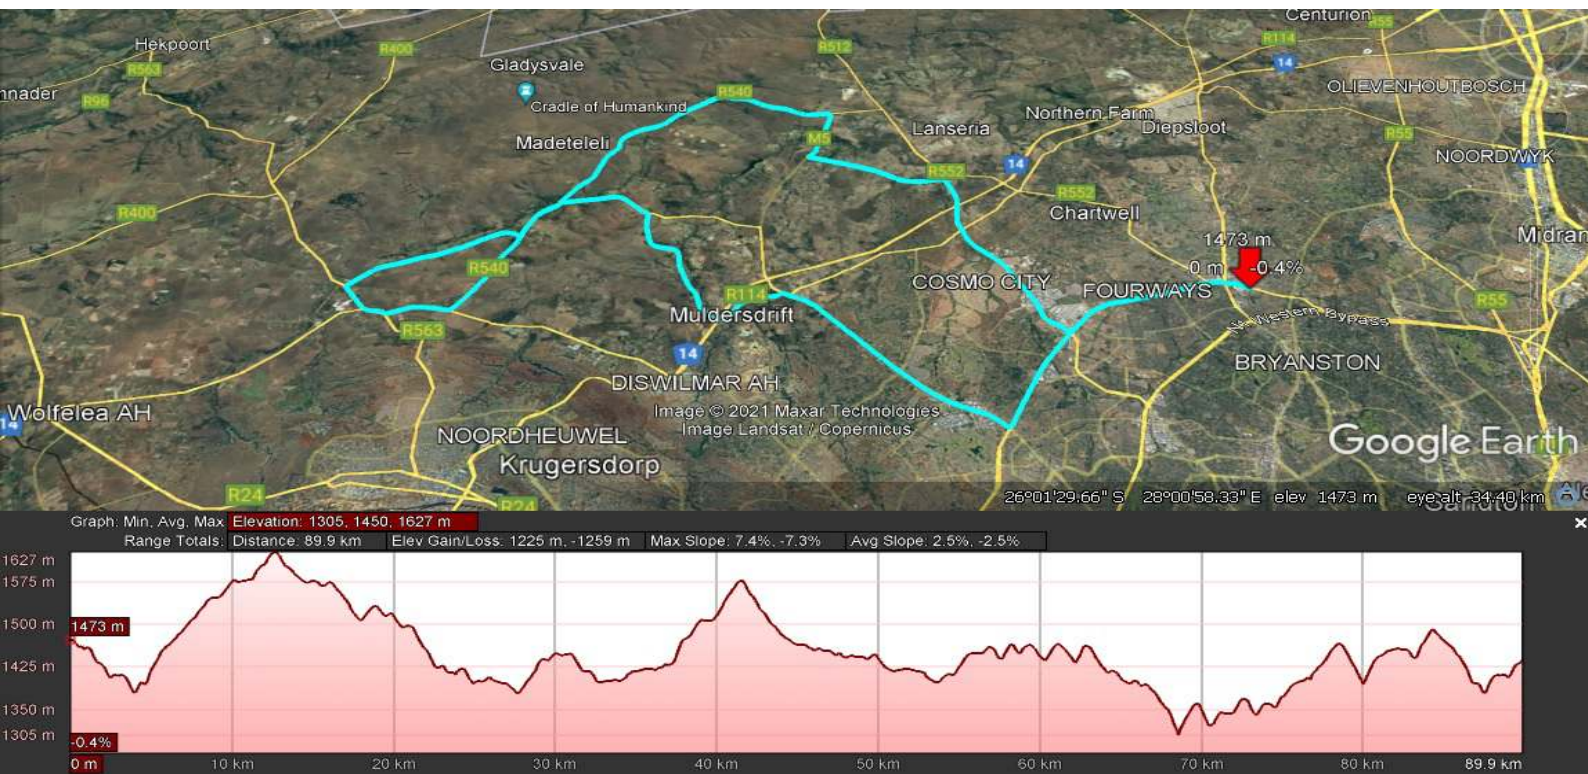 Centurion
R55
Hekpoort
R400
R512
R114
R563
Gladysvale
14
nnader
OLIEVENHOUTBOSCH
R96
R540
Cradle of Humankind
Northern Farm
Lanseria
Diepsloot
R55
Madeteleli
M5
NOORDWYK
14
R552
R552
R400
Chartwell
Midran
1473 m
0 m
-0.4%
R540
COSMO CITY
FOURWAYS
R114
R55
Muldersdrift
N1 Western Bypass
R563
14
BRYANSTON
DISWILMAR AH
Wolfelea AH
14
Image © 2021 Maxar Technologies
Image Landsat / Copernicus
NOORDHEUWEL
Google Earth
Krugersdorp
R24
R24
26°01'29.66" S 28°00'58.33" E elev 1473 m eye alt 34.40 km
Sandton
Graph: Min, Avg, Max Elevation: 1305, 1450, 1627 m
Range Totals: Distance: 89.9 km Elev Gain/Loss: 1225 m, -1259 m Max Slope: 7.4%, -7.3% Avg Slope: 2.5%, -2.5%
1627 m
1575 m
1500 m
1473 m
1425 m
1350 m
1305 m
-0.4%
0 m 10 km 20 km 30 km 40 km 50 km 60 km 70 km 80 km 89.9 km